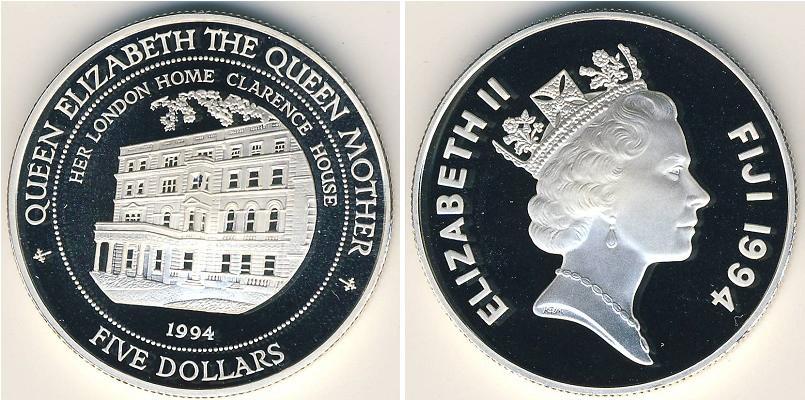 QUEEN ELIZABETH THE QUEEN MOTHER
HER LONDON HOME CLARENCE HOUSE
1994
FIVE DOLLARS
ELIZABETH II
FIJI 1994